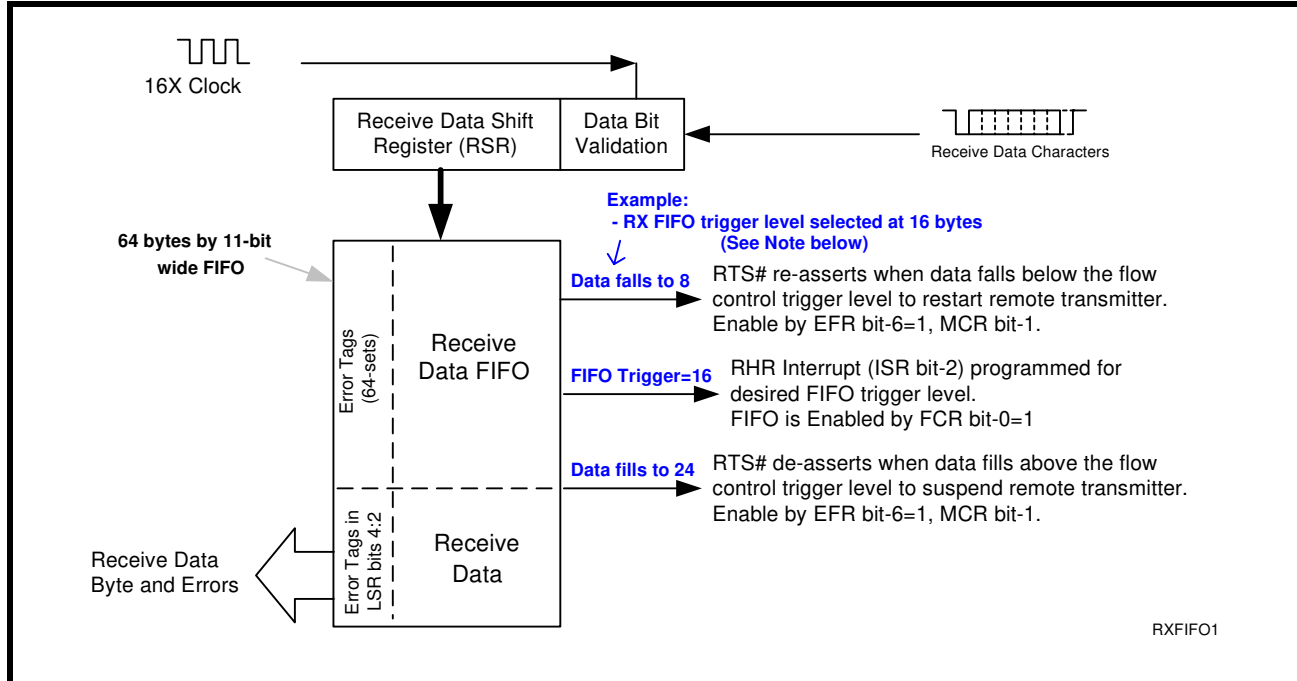 16X Clock
Receive Data Shift
Register (RSR)
Data Bit
Validation
Receive Data Characters
Example:
- RX FIFO trigger level selected at 16 bytes
(See Note below)
64 bytes by 11-bit
wide FIFO
Error Tags
(64-sets)
Receive
Data FIFO
Data falls to 8
RTS# re-asserts when data falls below the flow
control trigger level to restart remote transmitter.
Enable by EFR bit-6=1, MCR bit-1.
FIFO Trigger=16
RHR Interrupt (ISR bit-2) programmed for
desired FIFO trigger level.
FIFO is Enabled by FCR bit-0=1
Data fills to 24
RTS# de-asserts when data fills above the flow
control trigger level to suspend remote transmitter.
Enable by EFR bit-6=1, MCR bit-1.
Error Tags in
LSR bits 4:2
Receive
Data
Receive Data
Byte and Errors
RXFIFO1